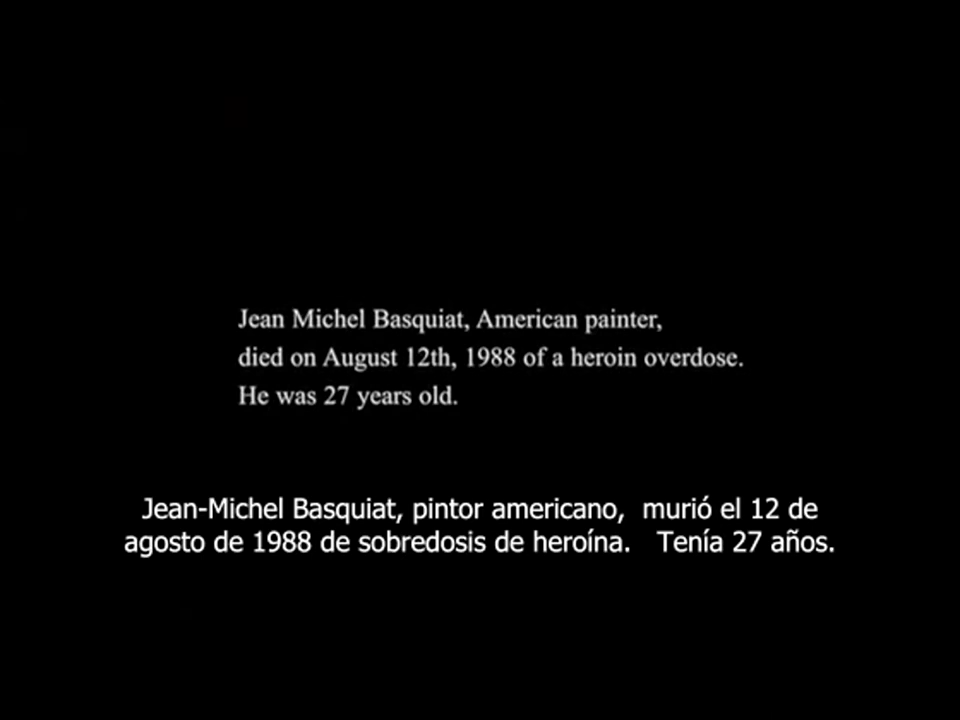 Jean Michel Basquiat, American painter,
died on August 12th, 1988 of a heroin overdose.
He was 27 years old.
Jean-Michel Basquiat, pintor americano,  murió el 12 de
agosto de 1988 de sobredosis de heroína.   Tenía 27 años.